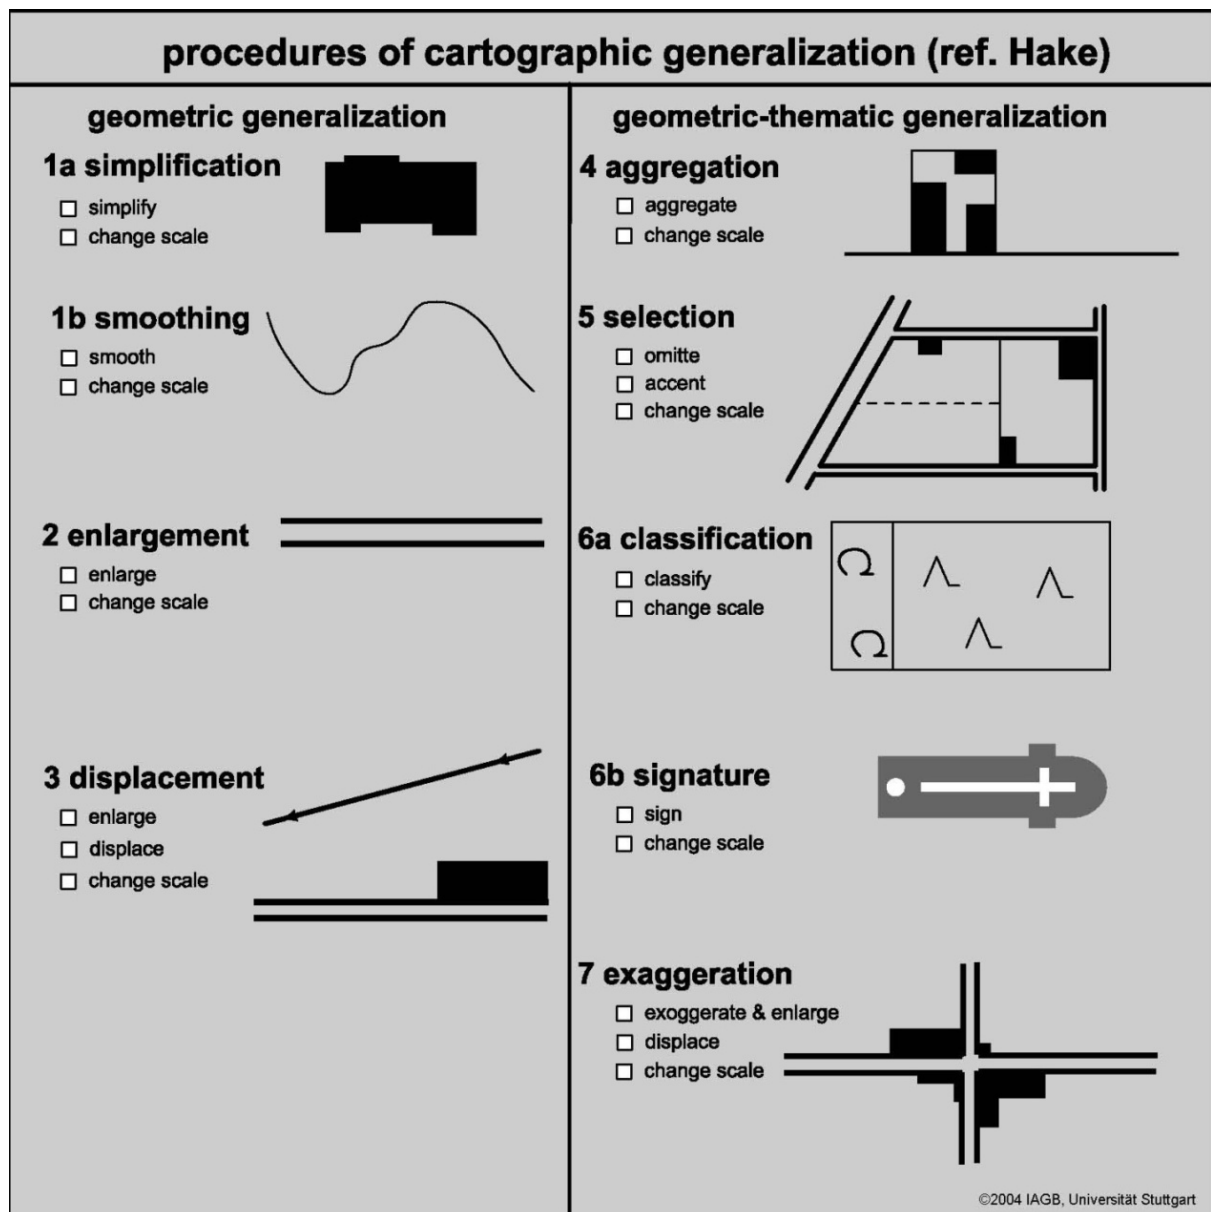 procedures of cartographic generalization (ref. Hake)
geometric generalization
1a simplification
simplify
change scale
1b smoothing
smooth
change scale
2 enlargement
enlarge
change scale
3 displacement
enlarge
displace
change scale
geometric-thematic generalization
4 aggregation
aggregate
change scale
5 selection
omitte
accent
change scale
6a classification
classify
change scale
6b signature
sign
change scale
7 exaggeration
exoggerate & enlarge
displace
change scale
©2004 IAGB, Universität Stuttgart